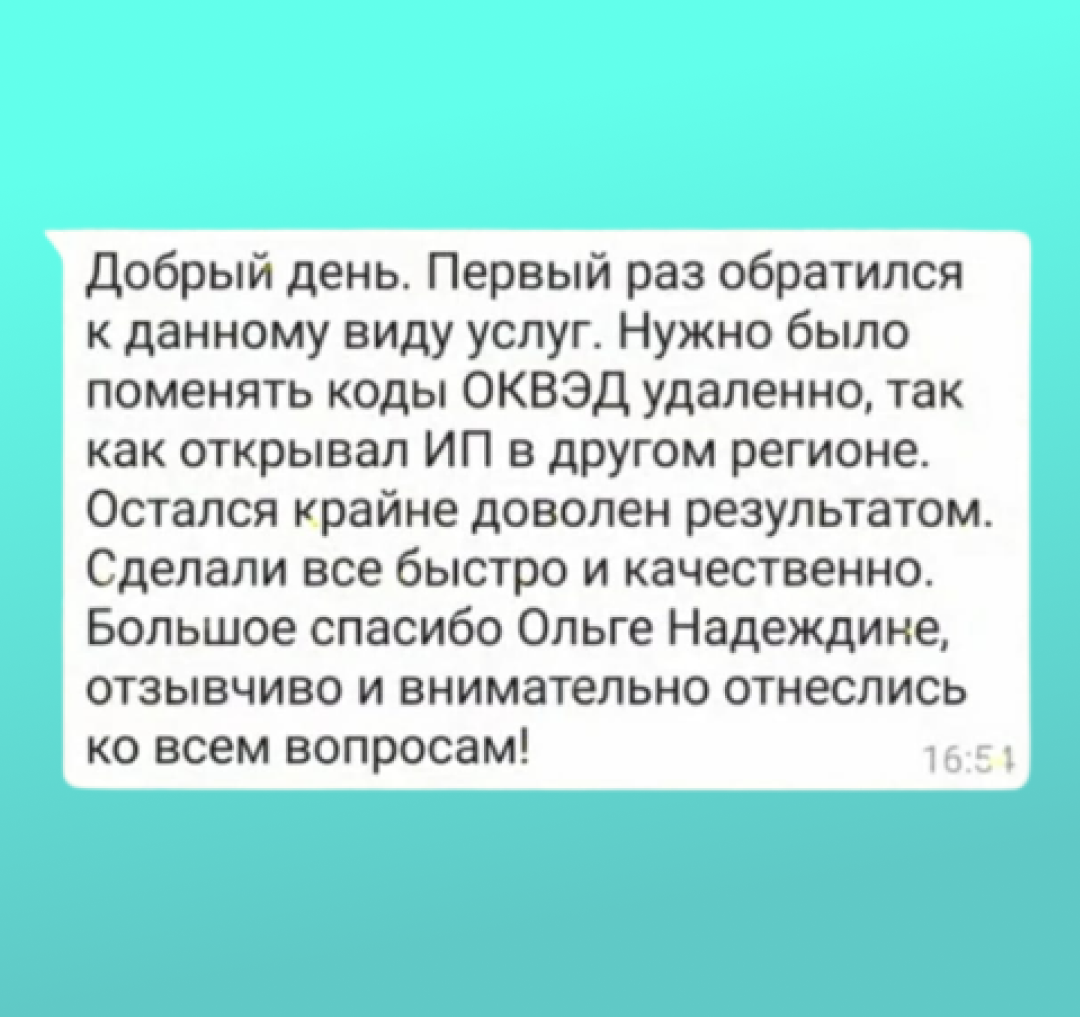 Добрый день. Первый раз обратился
к данному виду услуг. Нужно было
поменять коды ОКВЭД удаленно, так
как открывал ИП в другом регионе.
Остался крайне доволен результатом.
Сделали все быстро и качественно.
Большое спасибо Ольге Надеждине,
отзывчиво и внимательно отнеслись
ко всем вопросам!